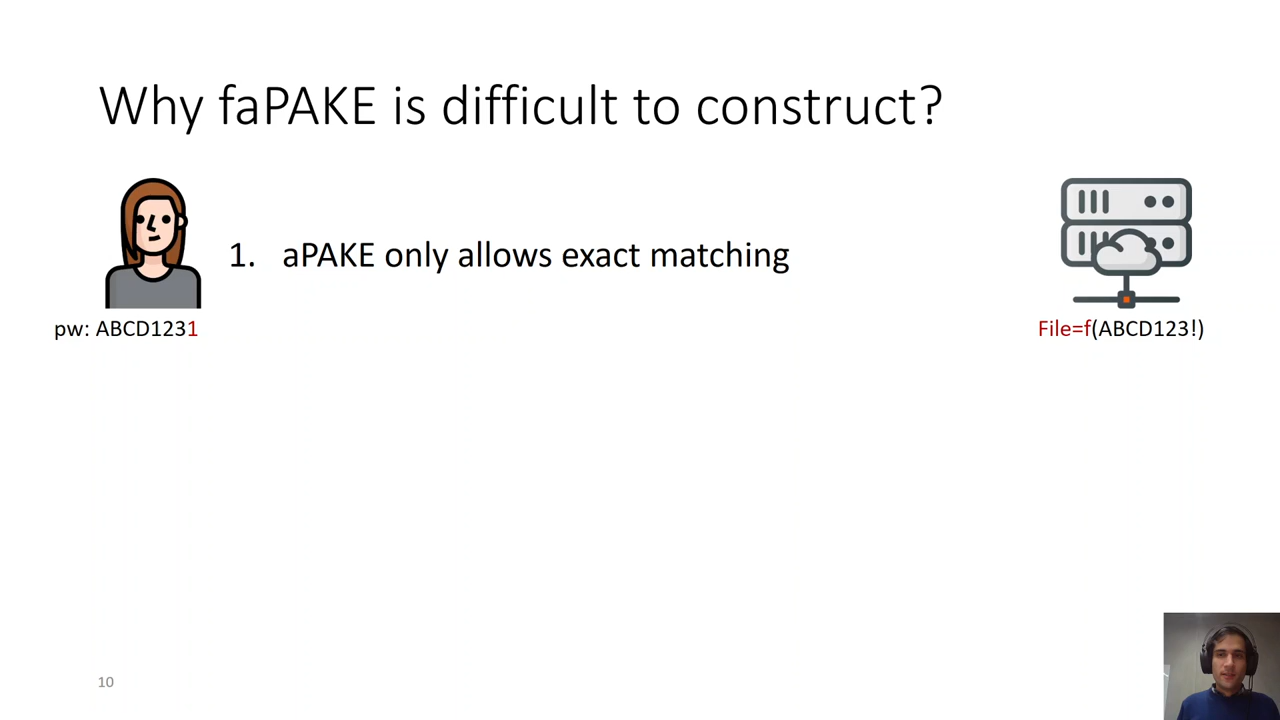 Why faPAKE is difficult to construct?
1. aPAKE only allows exact matching
pw: ABCD1231
File=f(ABCD123!)
10